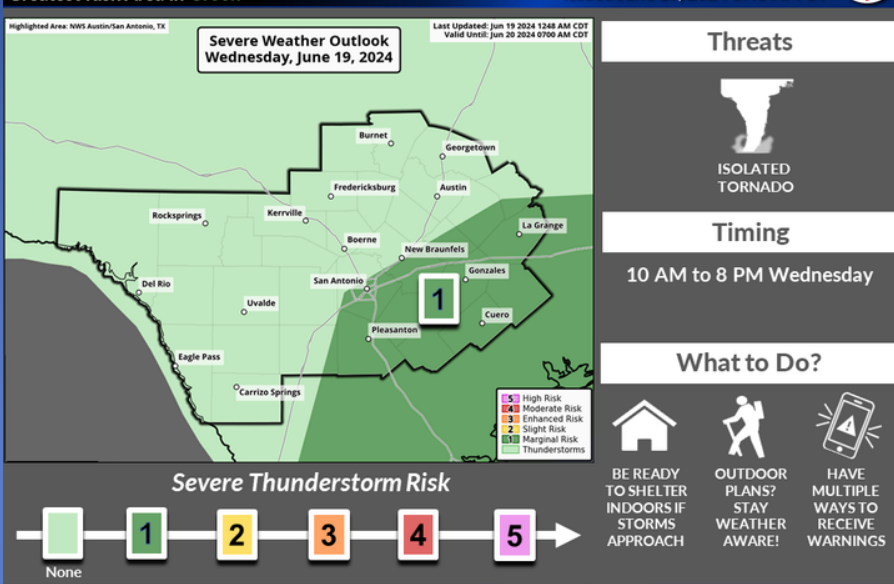 Highlighted Area: NWS Austin/San Antonio, TX
Last Updated: Jun 19 2024 1248 AM CDT
Valid Until: Jun 20 2024 0700 AM CDT
Severe Weather Outlook
Wednesday, June 19, 2024
Burnet
Georgetown
Fredericksburg
Austin
Rocksprings
Kerrville
La Grange
Boerne
New Braunfels
Gonzales
San Antonio
Del Rio
1
Uvalde
Cuero
Pleasanton
Eagle Pass
Carrizo Springs
5 High Risk
4 Moderate Risk
3 Enhanced Risk
2 Slight Risk
1 Marginal Risk
Thunderstorms
Severe Thunderstorm Risk
1 2 3 4 5
None
Threats
ISOLATED
TORNADO
Timing
10 AM to 8 PM Wednesday
What to Do?
BE READY
TO SHELTER
INDOORS IF
STORMS
APPROACH
OUTDOOR
PLANS?
STAY
WEATHER
AWARE!
HAVE
MULTIPLE
WAYS TO
RECEIVE
WARNINGS